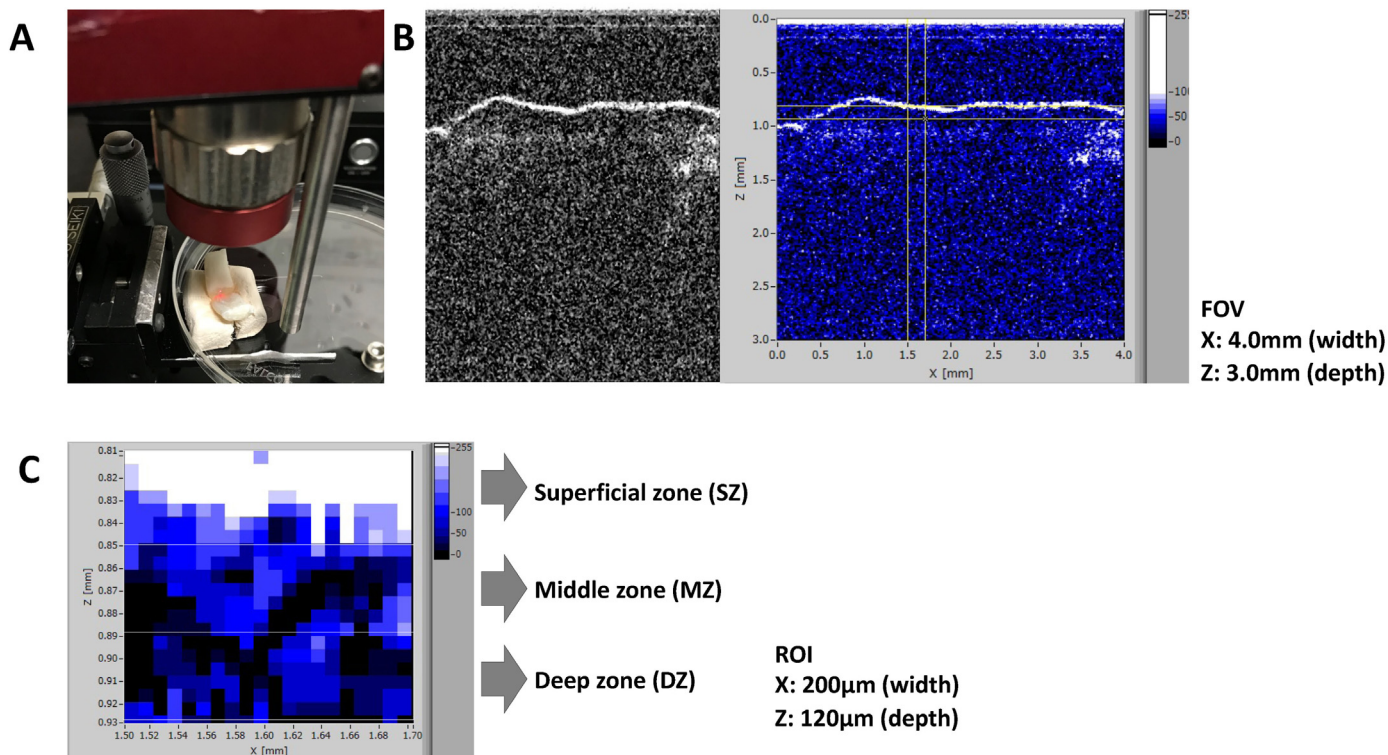 A
B
SEIKI
0.0
0.5
1.0
1.5
2.0
2.5
3.0
Z [mm]
0.0 0.5 1.0 1.5 2.0 2.5 3.0 3.5 4.0
X [mm]
255
100
50
0
FOV
X: 4.0mm (width)
Z: 3.0mm (depth)
C
0.81
0.82
0.83
0.84
0.85
0.86
0.87
0.88
0.89
0.90
0.91
0.92
0.93
Z [mm]
1.50 1.52 1.54 1.56 1.58 1.60 1.62 1.64 1.66 1.68 1.70
X [mm]
255
100
50
0
Superficial zone (SZ)
Middle zone (MZ)
Deep zone (DZ)
ROI
X: 200μm (width)
Z: 120μm (depth)